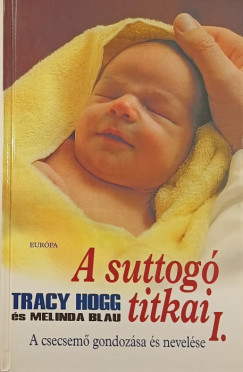 EURÓPA
A suttogó
titkai I.
TRACY HOGG
és MELINDA BLAU
A csecsemő gondozása és nevelése